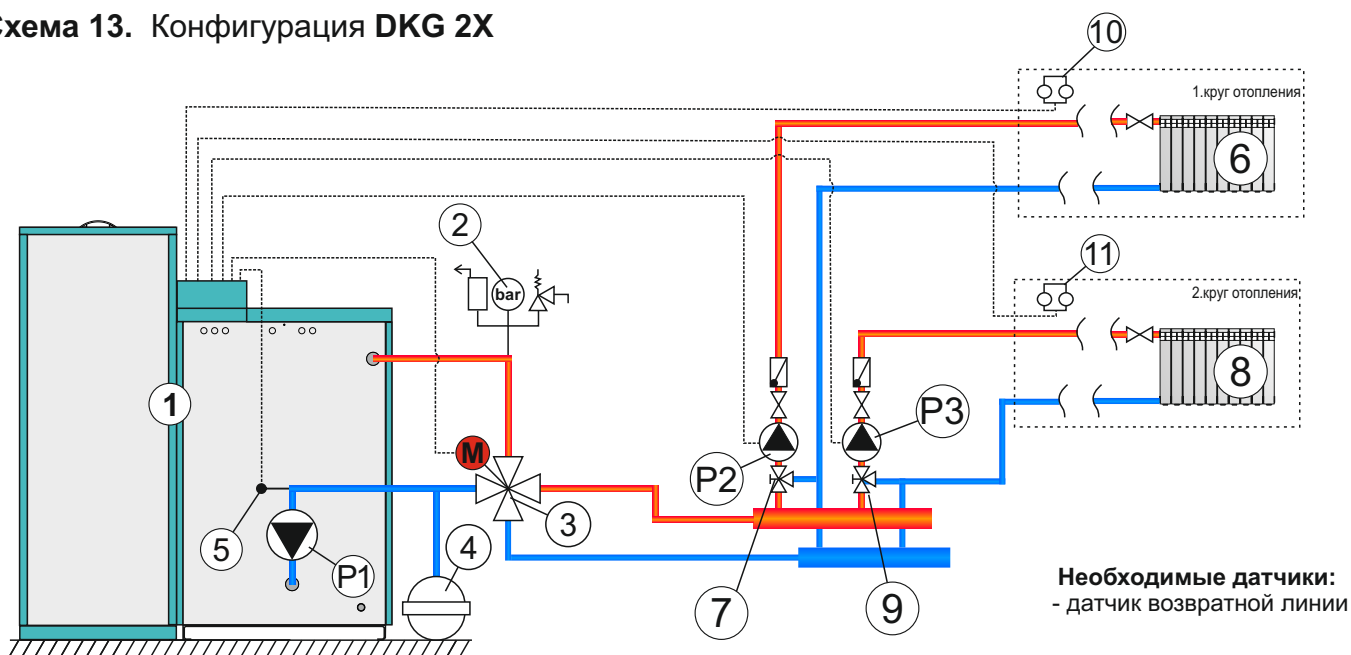 схема 13. Конфигурация DKG 2X
10
1.круг отопления
6
2
bar
11
2.круг отопления
8
1
M
P2
P3
3
5
P1
4
7
9
Необходимые датчики:
- датчик возвратной линии